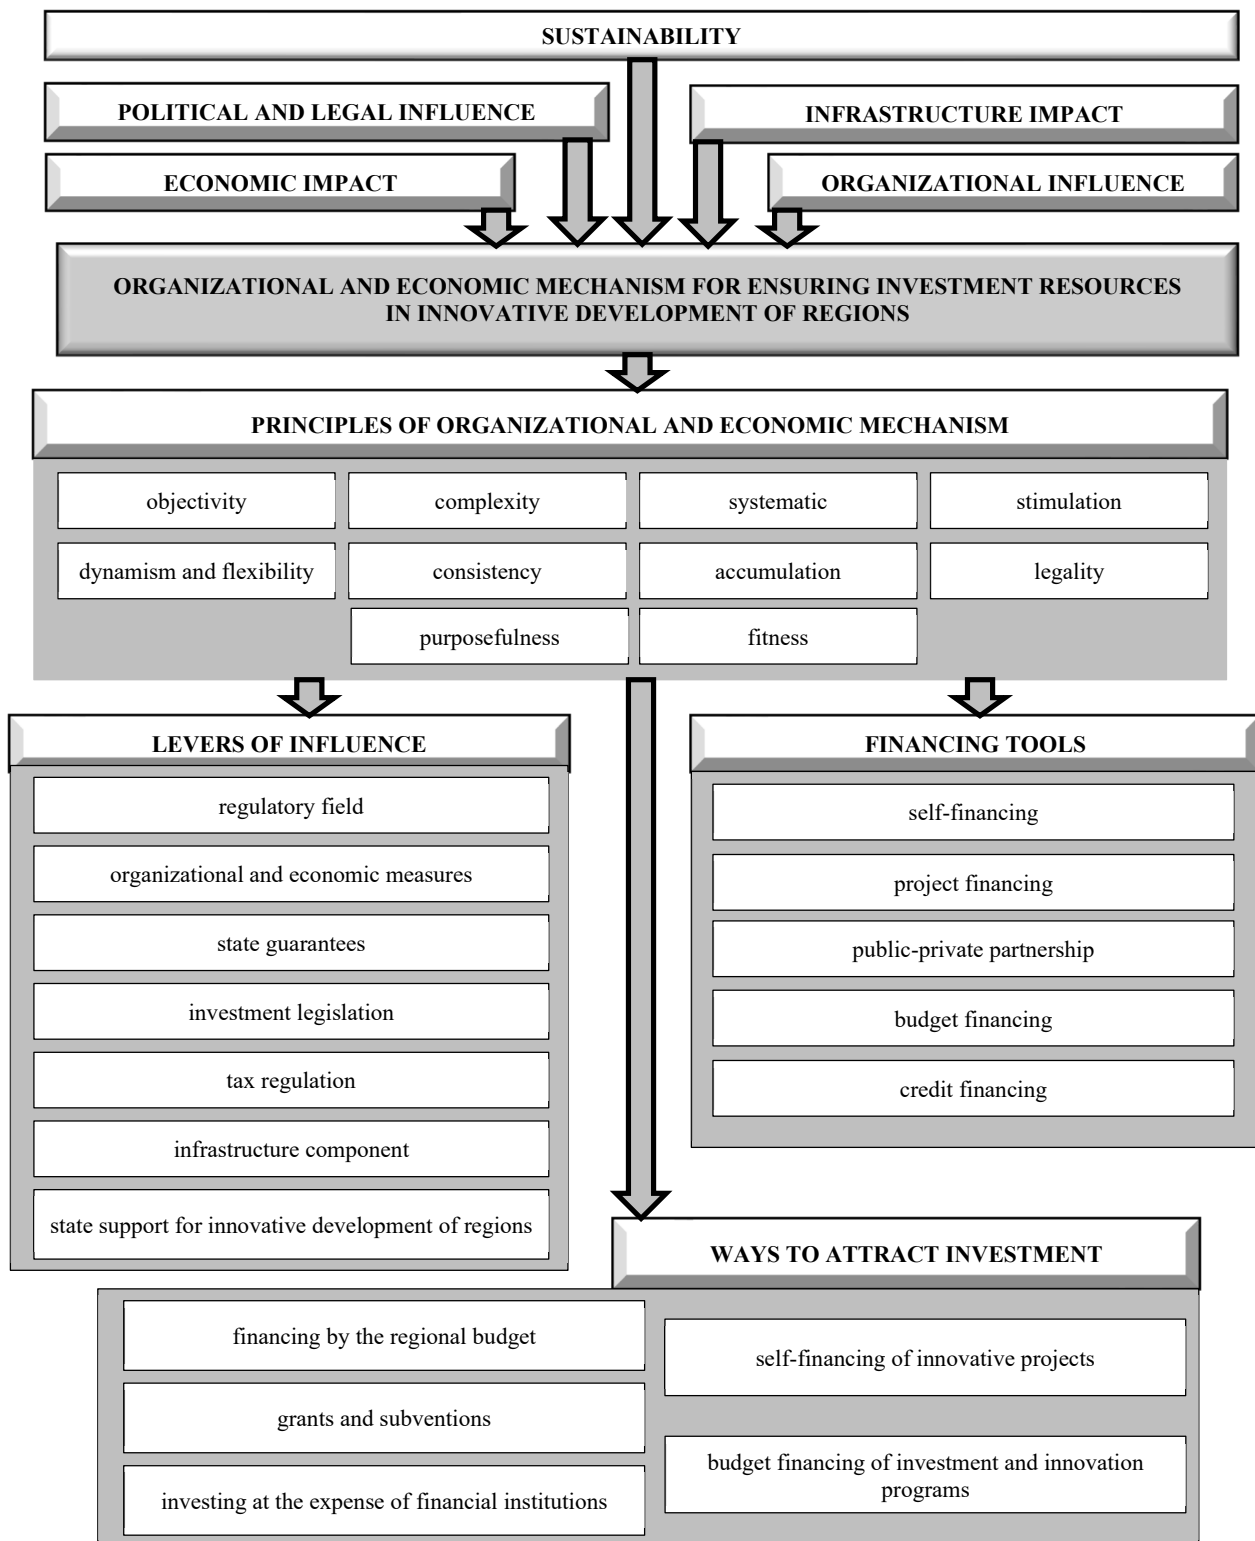 SUSTAINABILITY
POLITICAL AND LEGAL INFLUENCE
INFRASTRUCTURE IMPACT
ECONOMIC IMPACT
ORGANIZATIONAL INFLUENCE
ORGANIZATIONAL AND ECONOMIC MECHANISM FOR ENSURING INVESTMENT RESOURCES
IN INNOVATIVE DEVELOPMENT OF REGIONS
PRINCIPLES OF ORGANIZATIONAL AND ECONOMIC MECHANISM
objectivity
complexity
systematic
stimulation
dynamism and flexibility
consistency
accumulation
legality
purposefulness
fitness
LEVERS OF INFLUENCE
regulatory field
organizational and economic measures
state guarantees
investment legislation
tax regulation
infrastructure component
state support for innovative development of regions
FINANCING TOOLS
self-financing
project financing
public-private partnership
budget financing
credit financing
WAYS TO ATTRACT INVESTMENT
financing by the regional budget
grants and subventions
investing at the expense of financial institutions
self-financing of innovative projects
budget financing of investment and innovation
programs